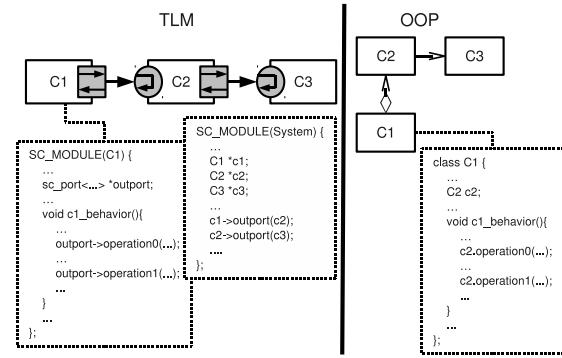 TLM
OOP
C1
C2
C3
C2
C3
C1
SC_MODULE(C1) {
...
sc_port<...> *outport;
...
void c1_behavior(){
...
outport->operation0(...);
...
outport->operation1(...);
...
}
...
};
SC_MODULE(System) {
...
C1 *c1;
C2 *c2;
C3 *c3;
...
c1->outport(c2);
c2->outport(c3);
....
};
class C1 {
...
C2 c2;
...
void c1_behavior(){
...
c2.operation0(...);
...
c2.operation1(...);
...
}
...
};